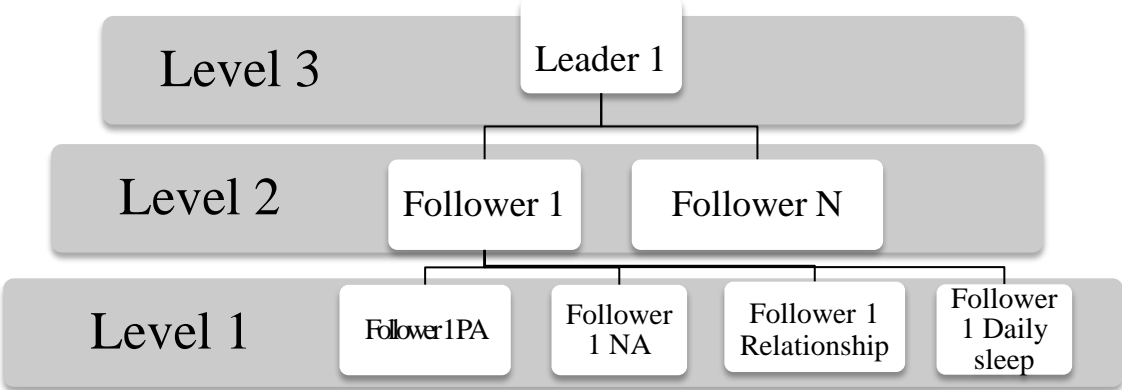 Level 3
Leader 1
Level 2
Follower 1
Follower N
Level 1
Follower1PA
Follower
1 NA
Follower 1
Relationship
Follower
1 Daily
sleep